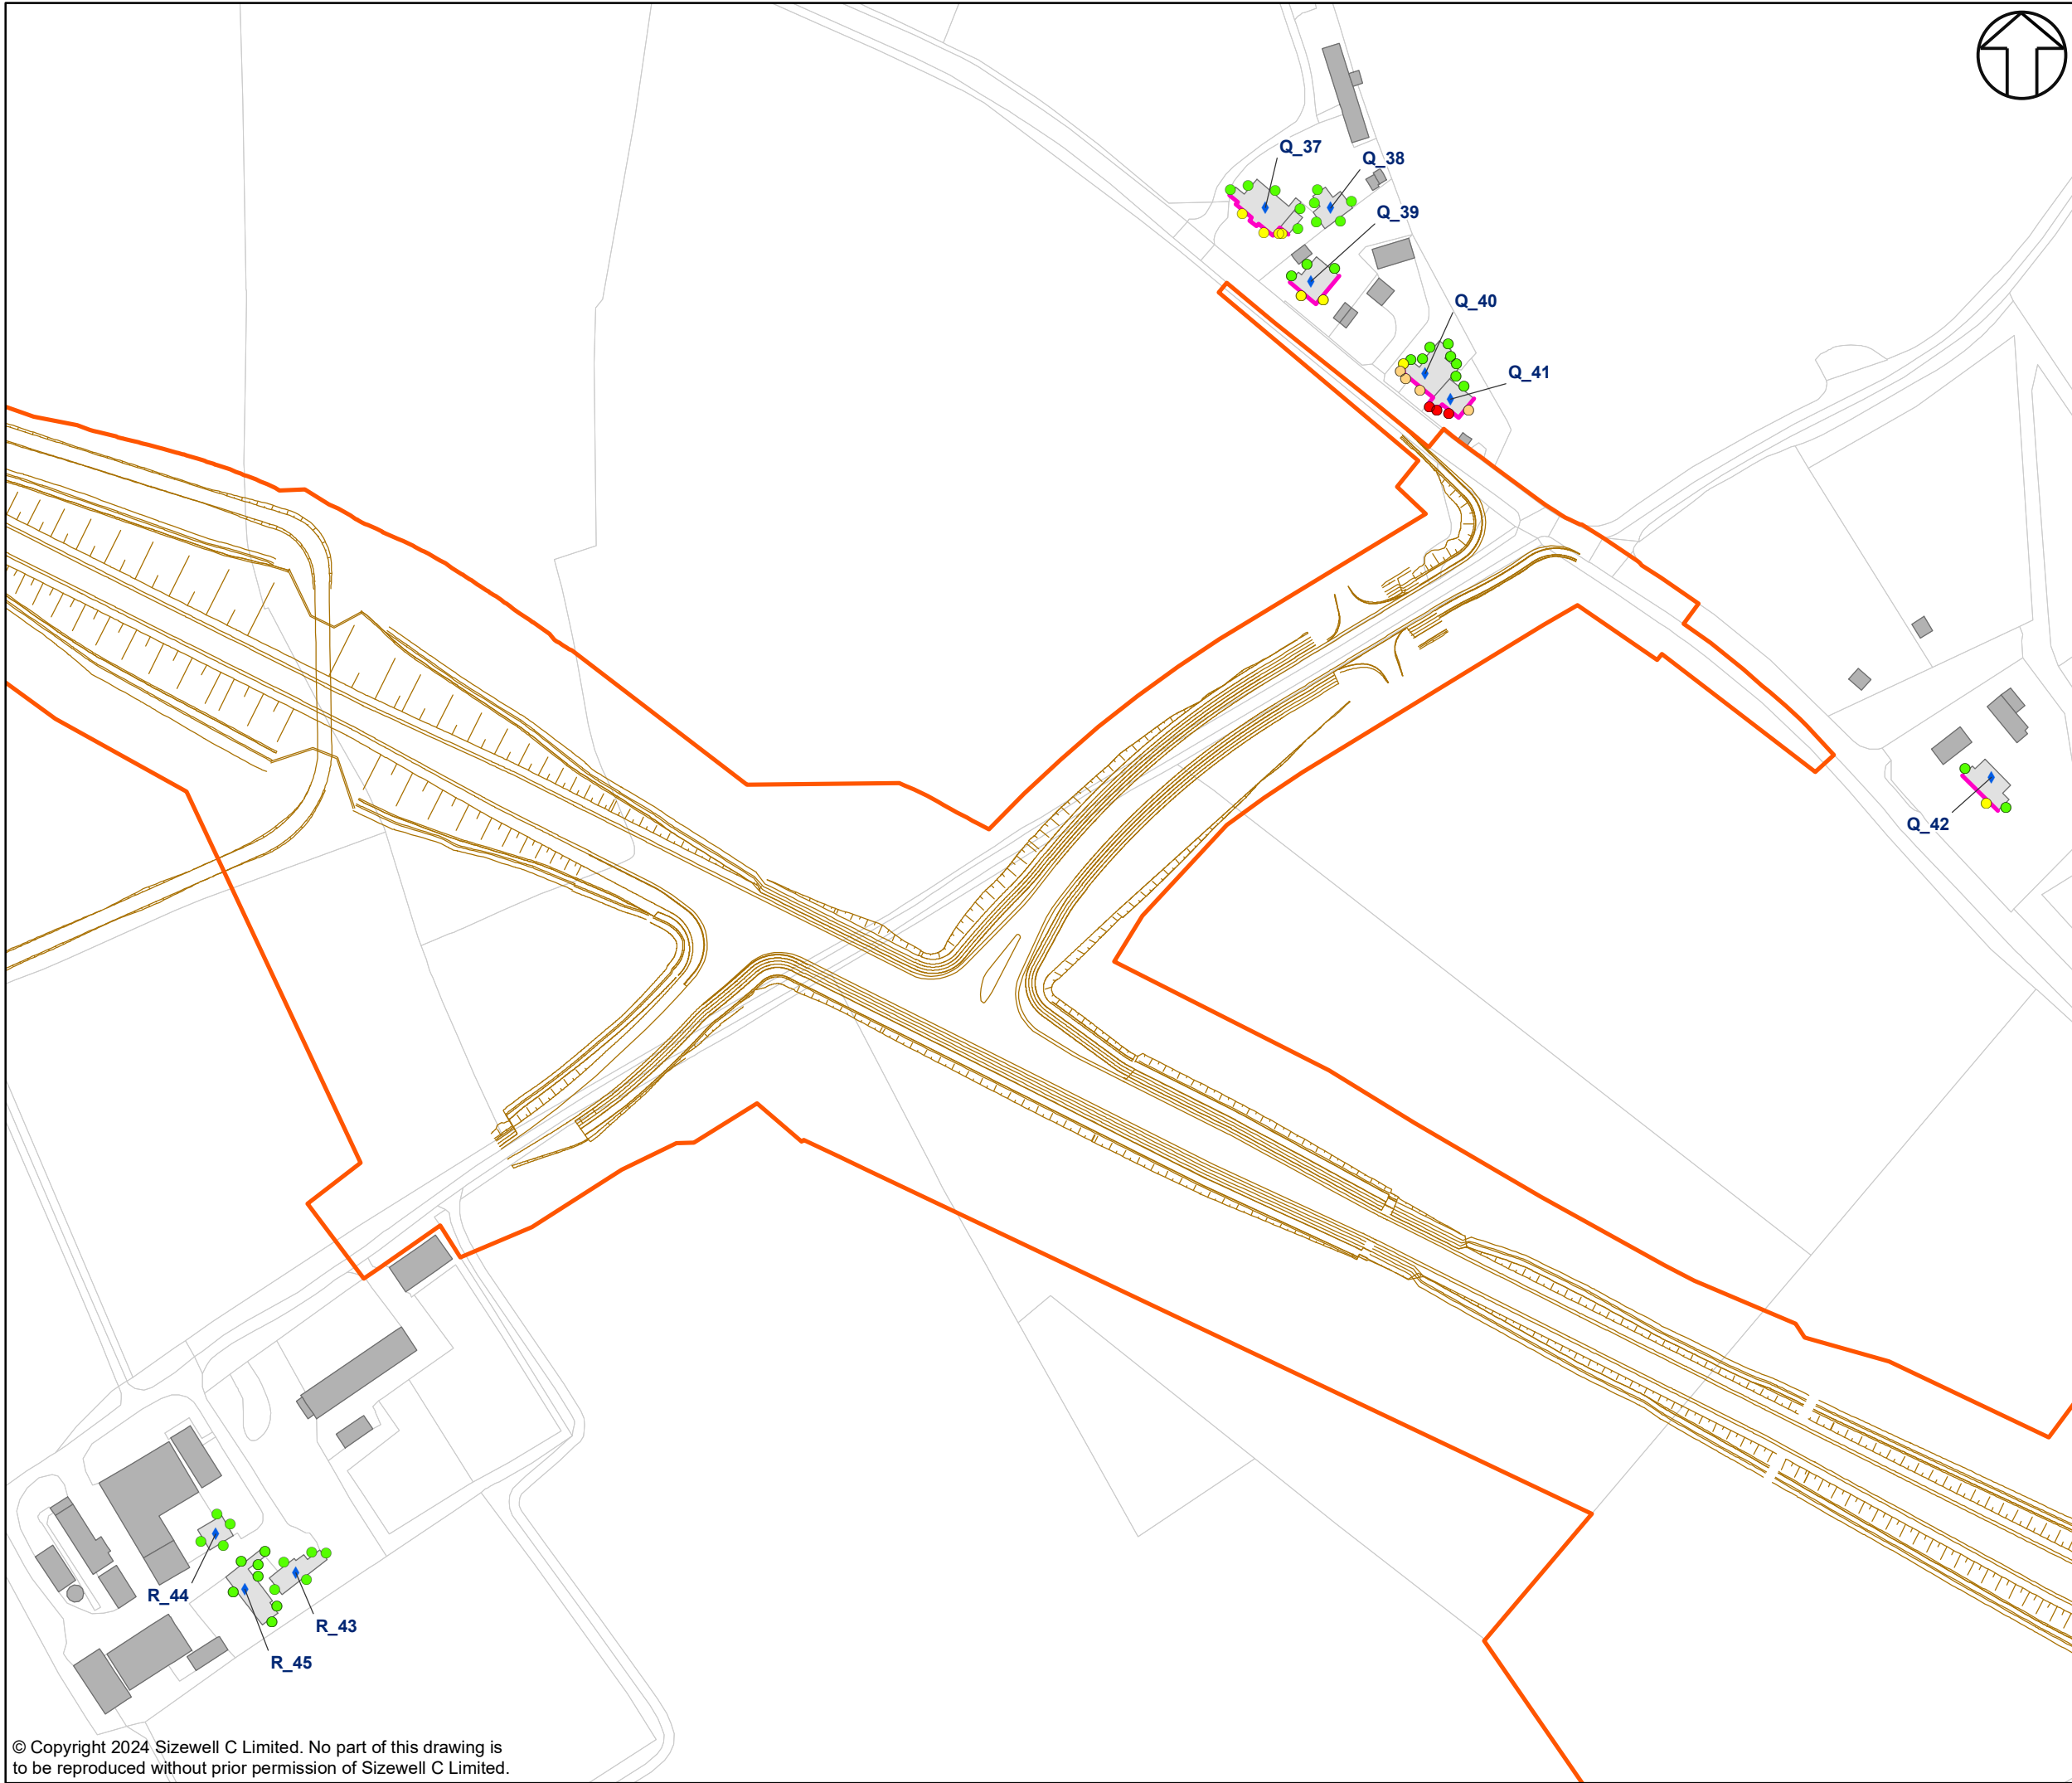 Q_37
Q_38
Q_39
Q_40
Q_41
Q_42
R_44
R_43
R_45
© Copyright 2024 Sizewell C Limited. No part of this drawing is
to be reproduced without prior permission of Sizewell C Limited.